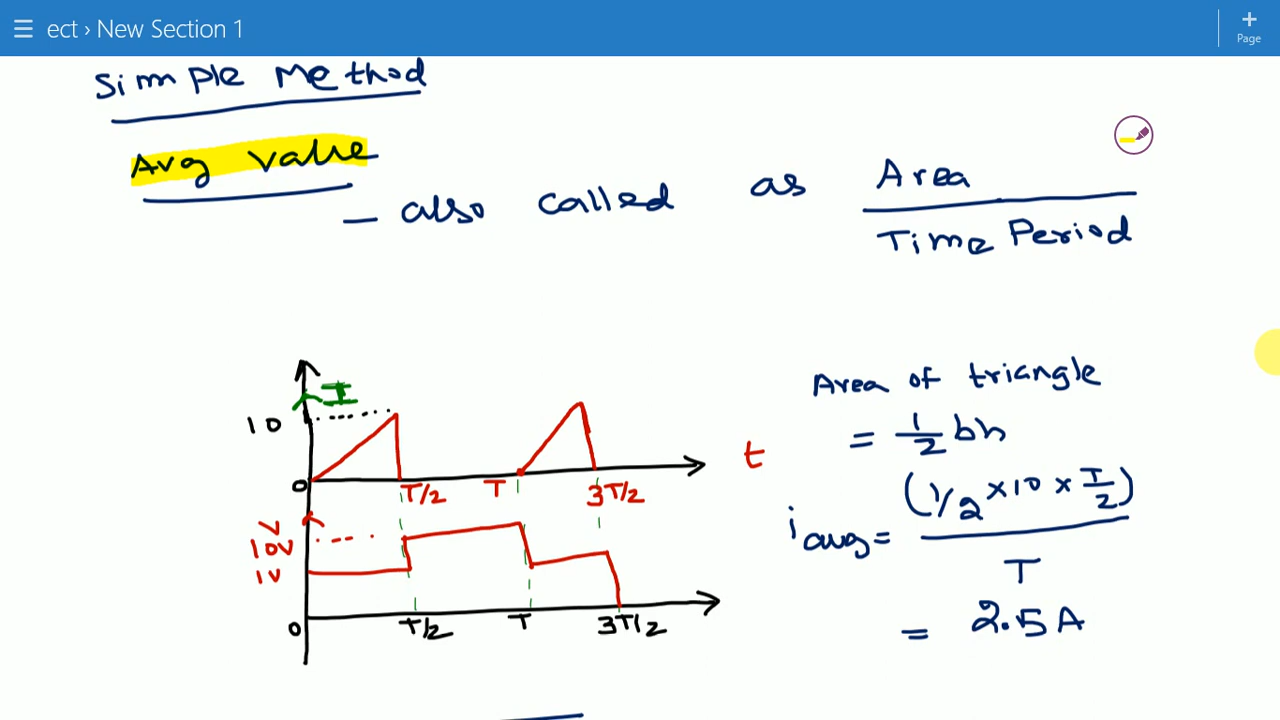 ect › New Section 1
Page
Simple Method
Avg value
– also called as Area / Time Period
I
10
0
T/2
T
3T/2
t
V
10V
1V
0
T/2
T
3T/2
Area of triangle
= 1/2 bh
i avg = (1/2 × 10 × T/2) / T
= 2.5A